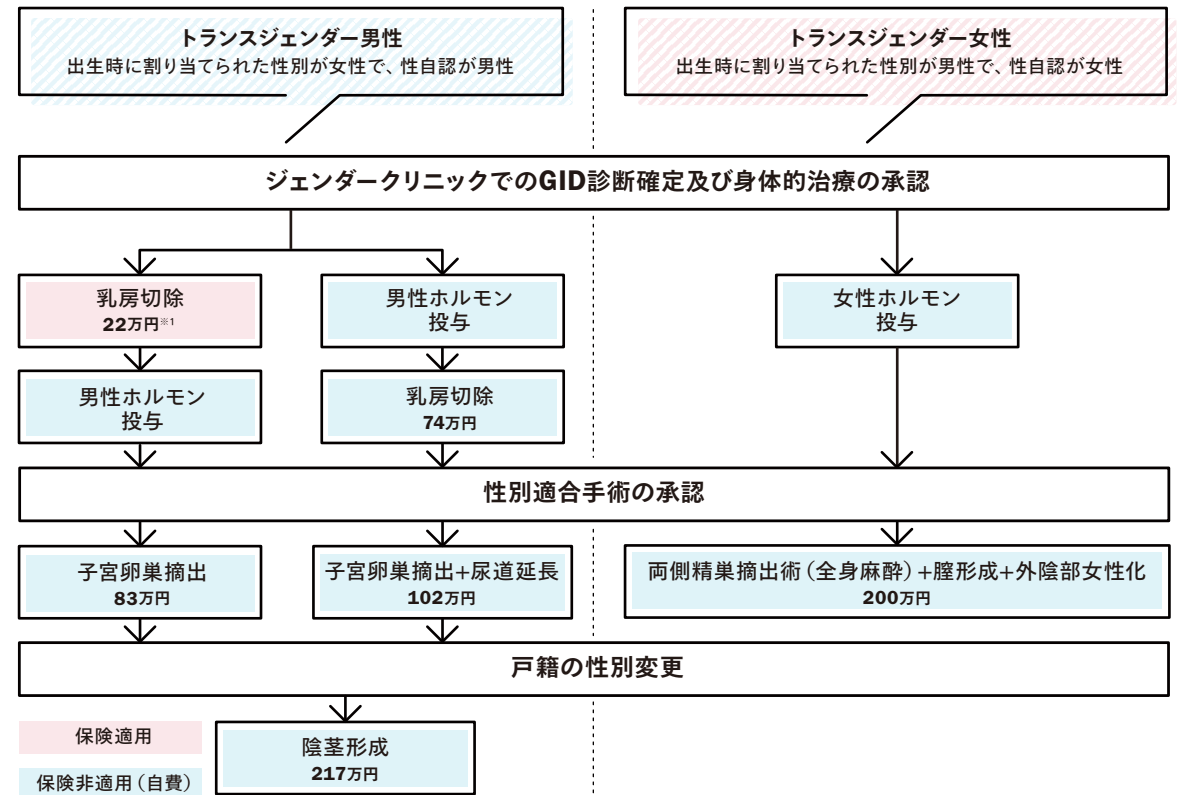 トランスジェンダー男性
出生時に割り当てられた性別が女性で、性自認が男性
トランスジェンダー女性
出生時に割り当てられた性別が男性で、性自認が女性
ジェンダークリニックでのGID診断確定及び身体的治療の承認
乳房切除
22万円※1
男性ホルモン
投与
女性ホルモン
投与
男性ホルモン
投与
乳房切除
74万円
性別適合手術の承認
子宮卵巣摘出
83万円
子宮卵巣摘出+尿道延長
102万円
両側精巣摘出術(全身麻酔)+膣形成+外陰部女性化
200万円
戸籍の性別変更
保険適用
保険非適用(自費)
陰茎形成
217万円